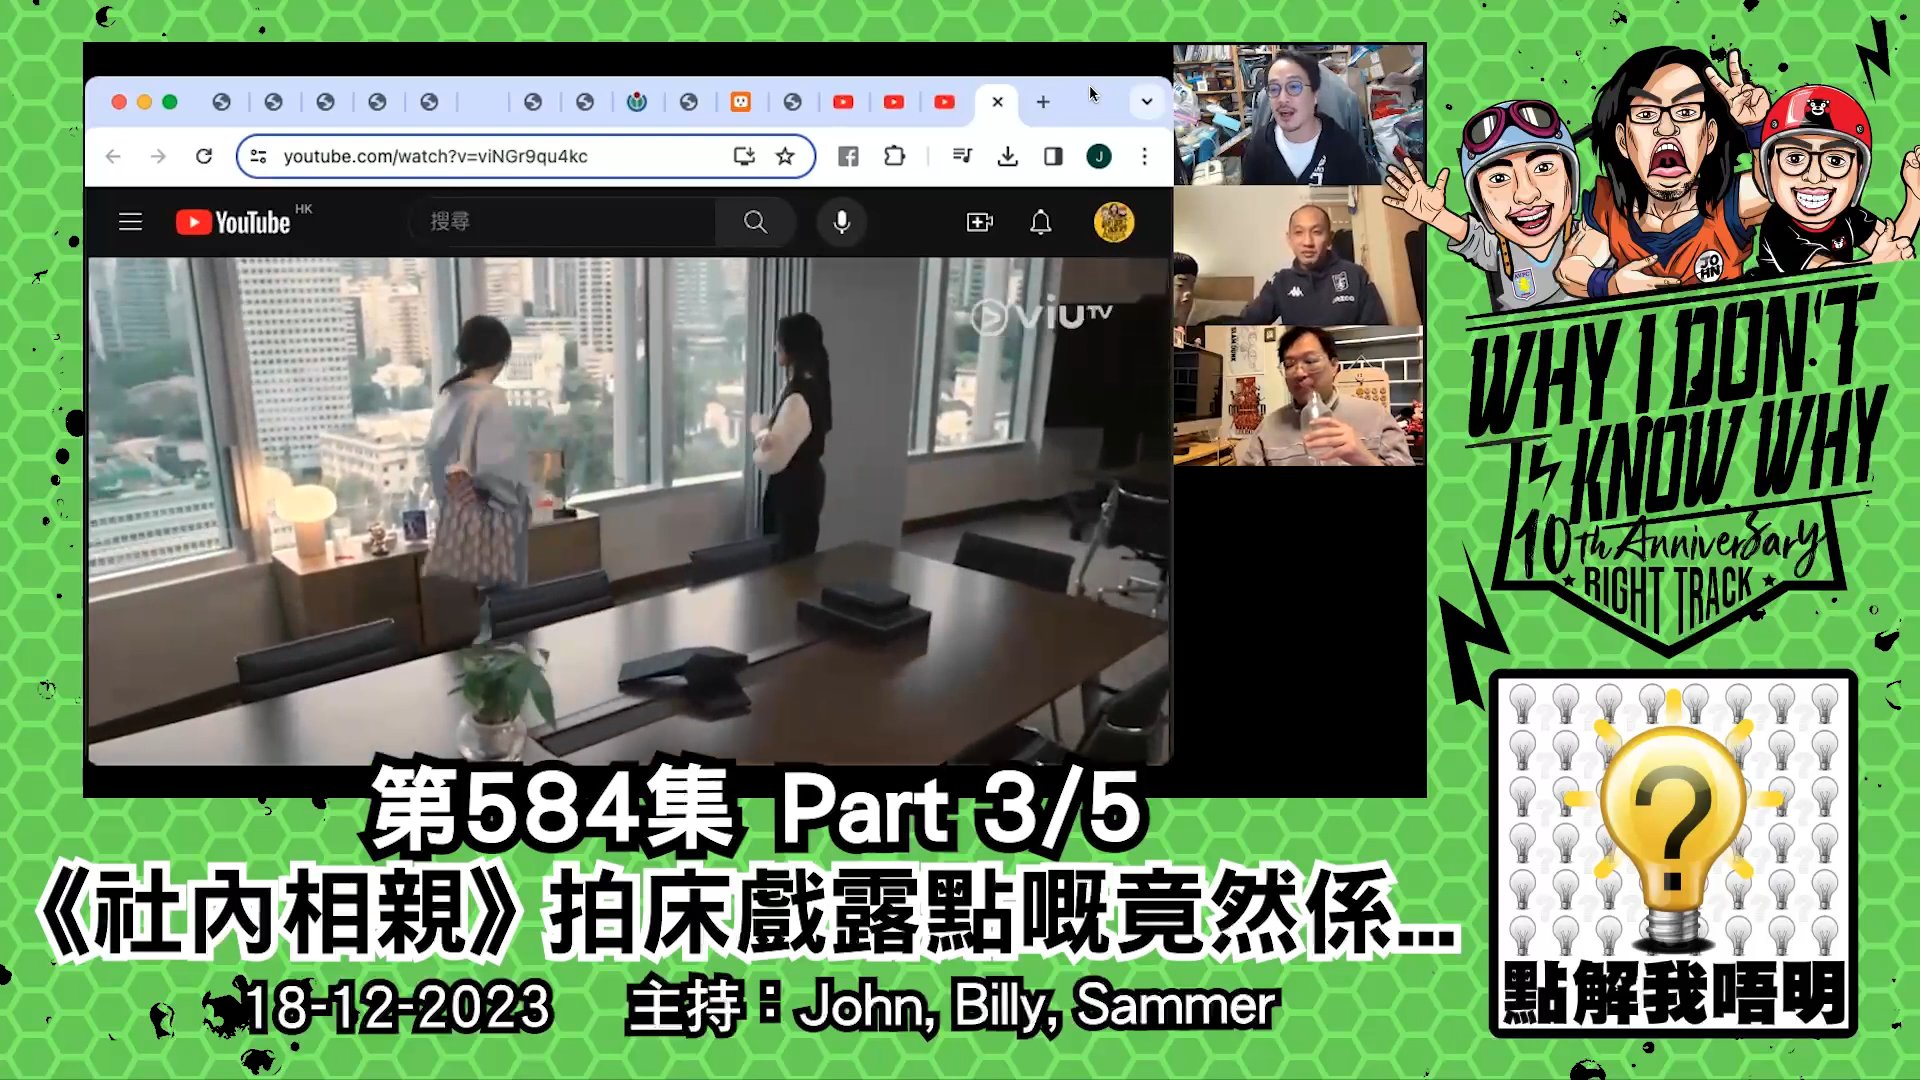 youtube.com/watch?v=viNGr9qu4kc
J
YouTube HK
搜尋
viuTV
JOHN
WHY I DON'T
KNOW WHY
10th Anniversary
RIGHT TRACK
第584集 Part 3/5
《社內相親》拍床戲露點嘅竟然係...
18-12-2023 主持：John, Billy, Sammer
?
點解我唔明